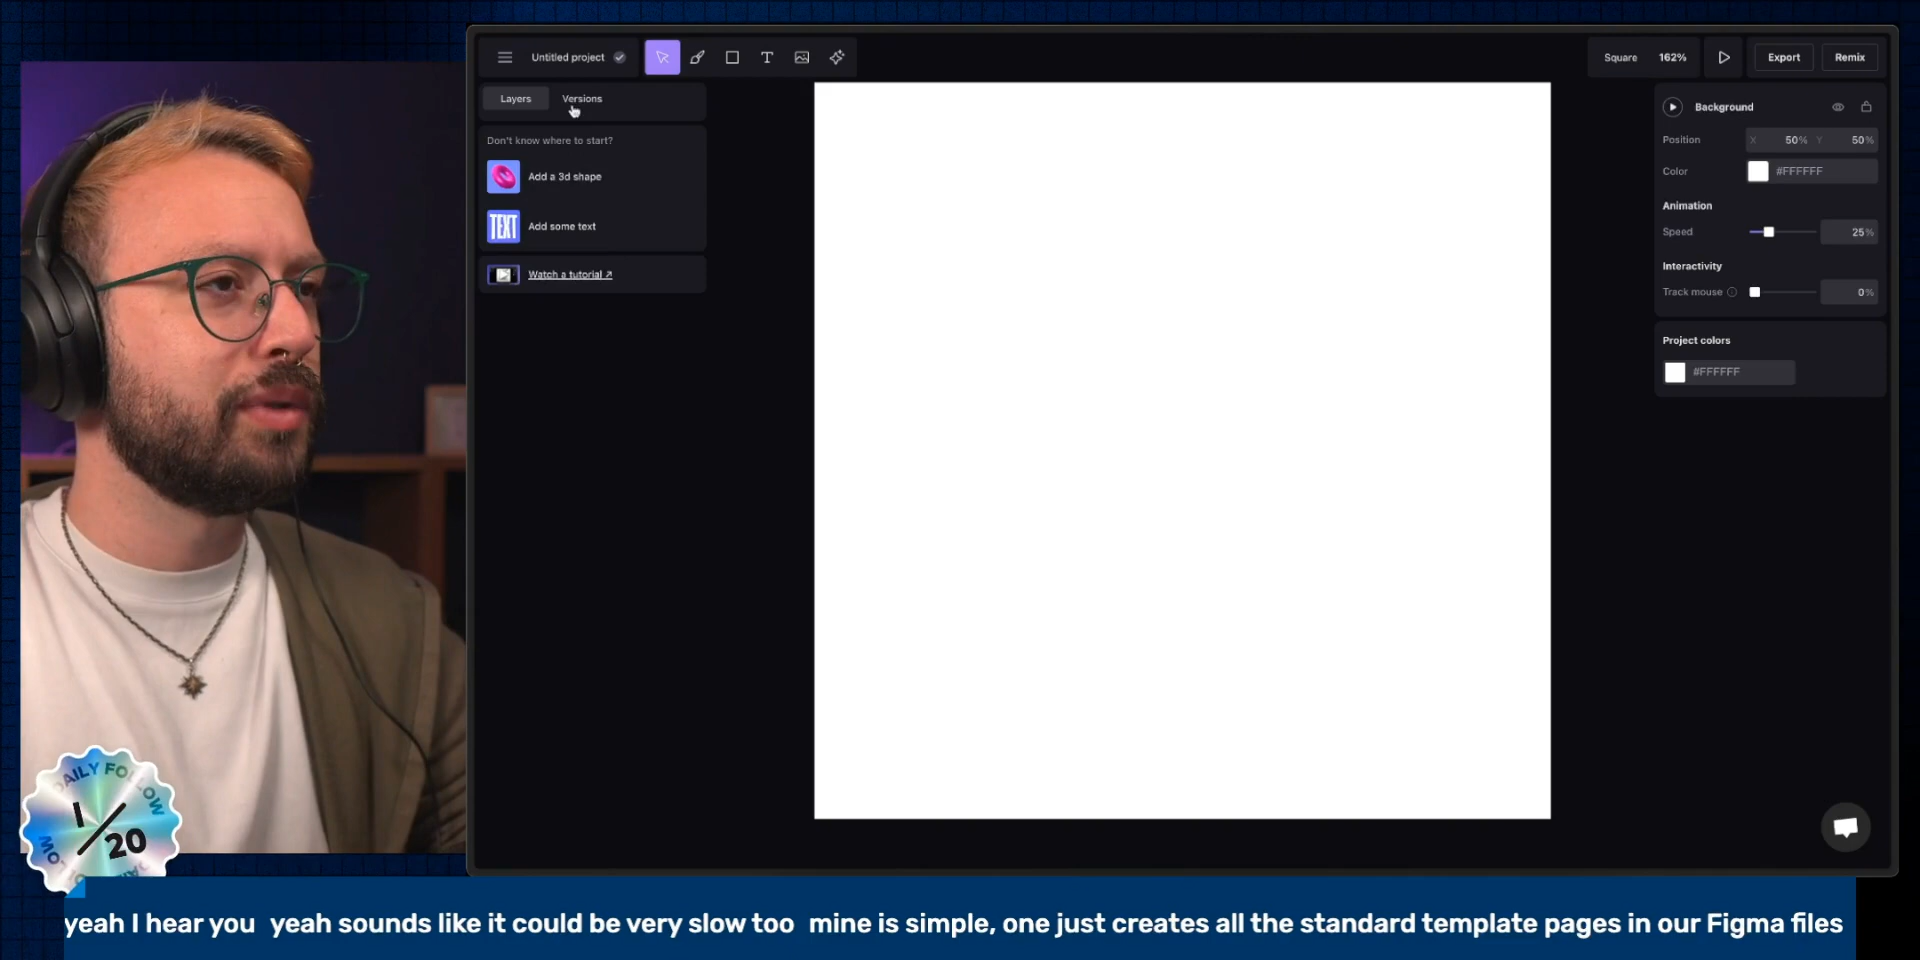 Untitled project
Square 162%
Export
Remix
Layers
Versions
Don't know where to start?
Add a 3d shape
TEXT
Add some text
Watch a tutorial ↗
Background
Position X 50% Y 50%
Color #FFFFFF
Animation
Speed 25%
Interactivity
Track mouse 0%
Project colors
#FFFFFF
DAILY FOLLOW
1/20
yeah I hear you yeah sounds like it could be very slow too mine is simple, one just creates all the standard template pages in our Figma files